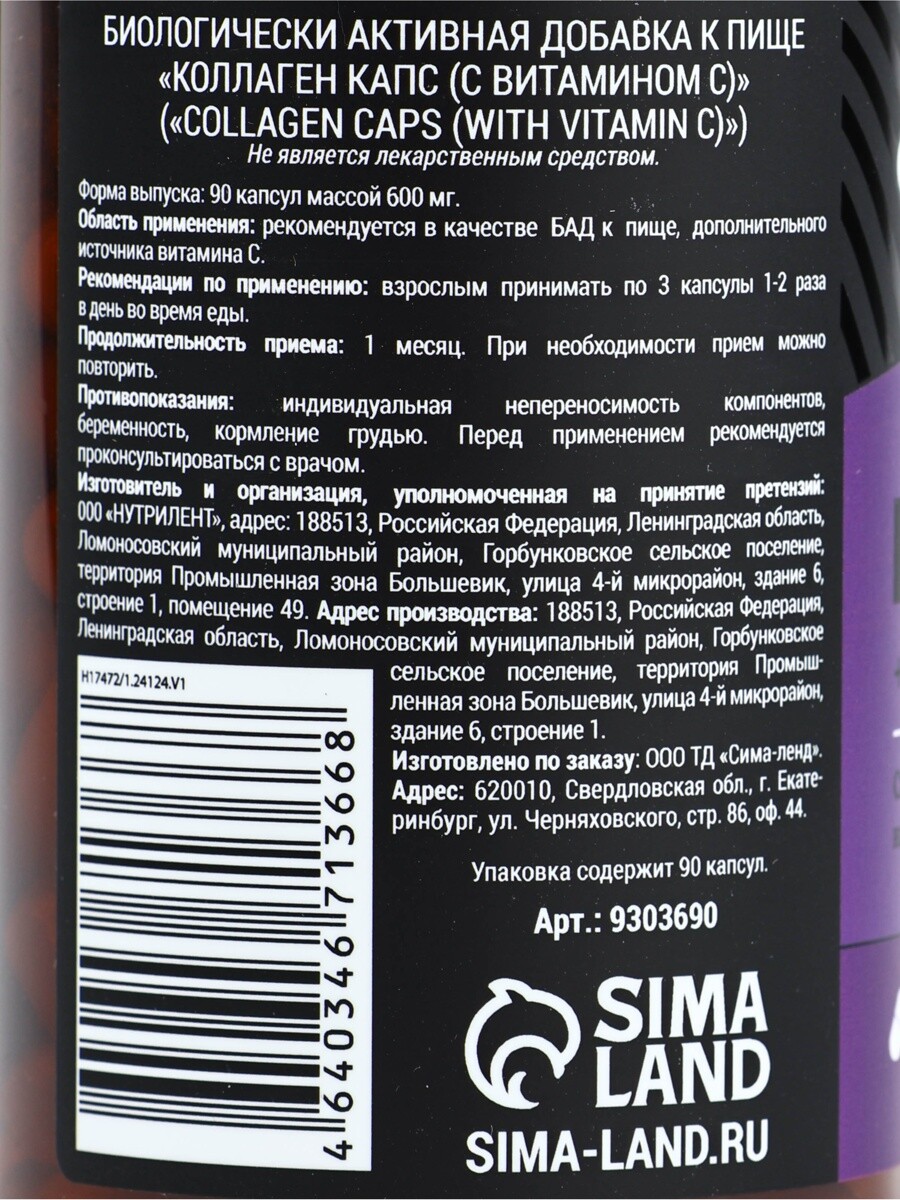 БИОЛОГИЧЕСКИ АКТИВНАЯ ДОБАВКА К ПИЩЕ
«КОЛЛАГЕН КАПС (С ВИТАМИНОМ С)»
(«COLLAGEN CAPS (WITH VITAMIN C)»)
Не является лекарственным средством.
Форма выпуска: 90 капсул массой 600 мг.
Область применения: рекомендуется в качестве БАД к пище, дополнительного
источника витамина С.
Рекомендации по применению: взрослым принимать по 3 капсулы 1-2 раза
в день во время еды.
Продолжительность приема: 1 месяц. При необходимости прием можно
повторить.
Противопоказания: индивидуальная непереносимость компонентов,
беременность, кормление грудью. Перед применением рекомендуется
проконсультироваться с врачом.
Изготовитель и организация, уполномоченная на принятие претензий:
ООО «НУТРИЛЕНТ», адрес: 188513, Российская Федерация, Ленинградская область,
Ломоносовский муниципальный район, Горбунковское сельское поселение,
территория Промышленная зона Большевик, улица 4-й микрорайон, здание 6,
строение 1, помещение 49. Адрес производства: 188513, Российская Федерация,
Ленинградская область, Ломоносовский муниципальный район, Горбунковское
сельское поселение, территория Промыш-
ленная зона Большевик, улица 4-й микрорайон,
здание 6, строение 1.
Изготовлено по заказу: ООО ТД «Сима-ленд».
Адрес: 620010, Свердловская обл., г. Екате-
ринбург, ул. Черняховского, стр. 86, оф. 44.
H17472/1.24124.V1
4 640346 713668
Упаковка содержит 90 капсул.
Арт.: 9303690
SIMA
LAND
SIMA-LAND.RU